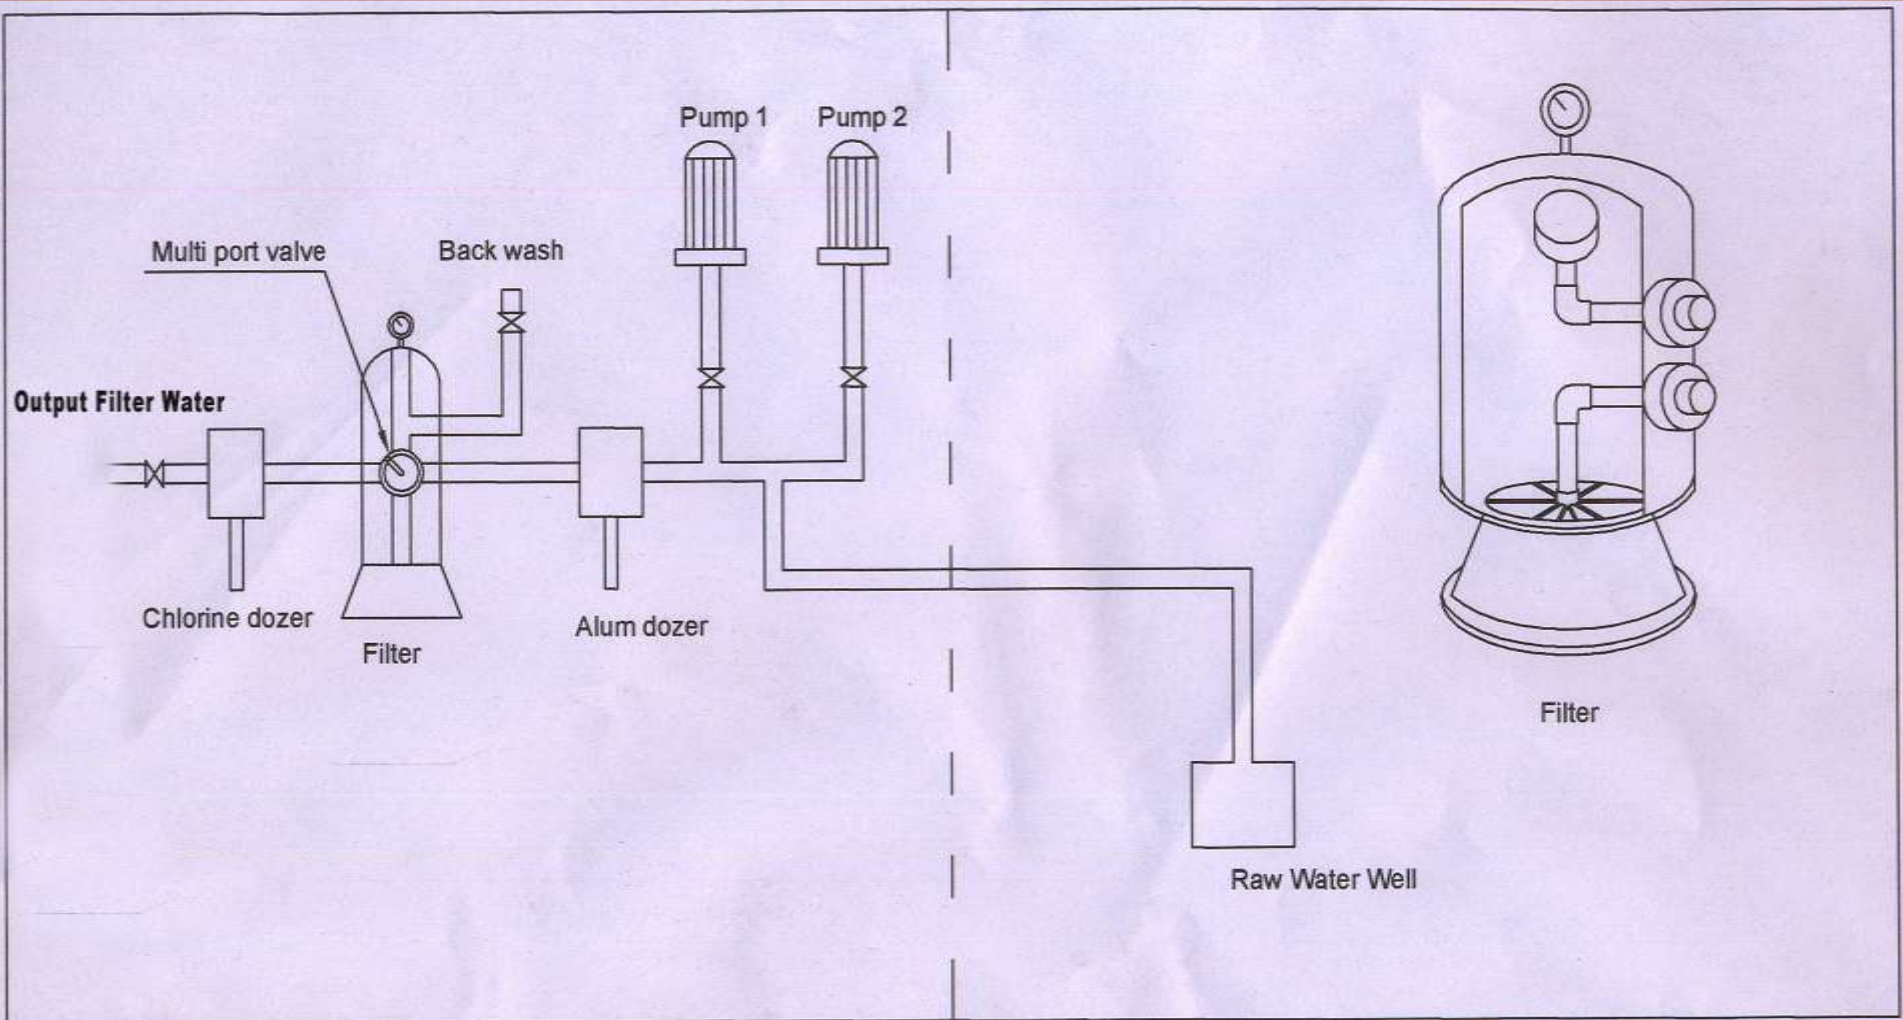 Pump 1
Pump 2
Multi port valve
Back wash
Output Filter Water
Chlorine dozer
Filter
Alum dozer
Filter
Raw Water Well